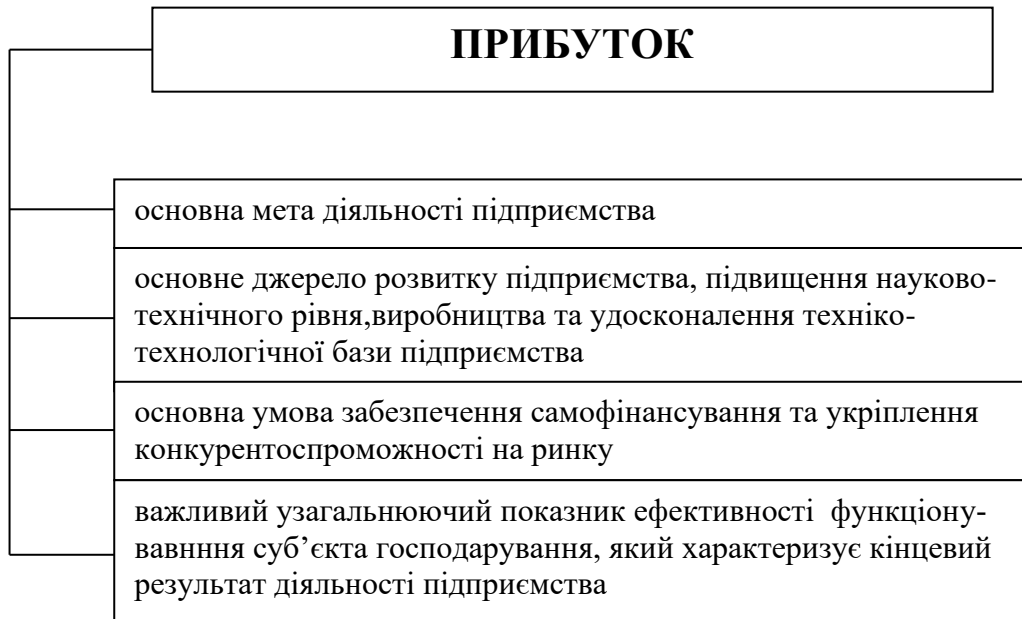 ПРИБУТОК
основна мета діяльності підприємства
основне джерело розвитку підприємства, підвищення науково-
технічного рівня,виробництва та удосконалення техніко-
технологічної бази підприємства
основна умова забезпечення самофінансування та укріплення
конкурентоспроможності на ринку
важливий узагальнюючий показник ефективності  функціону-
вавнння суб’єкта господарування, який характеризує кінцевий
результат діяльності підприємства